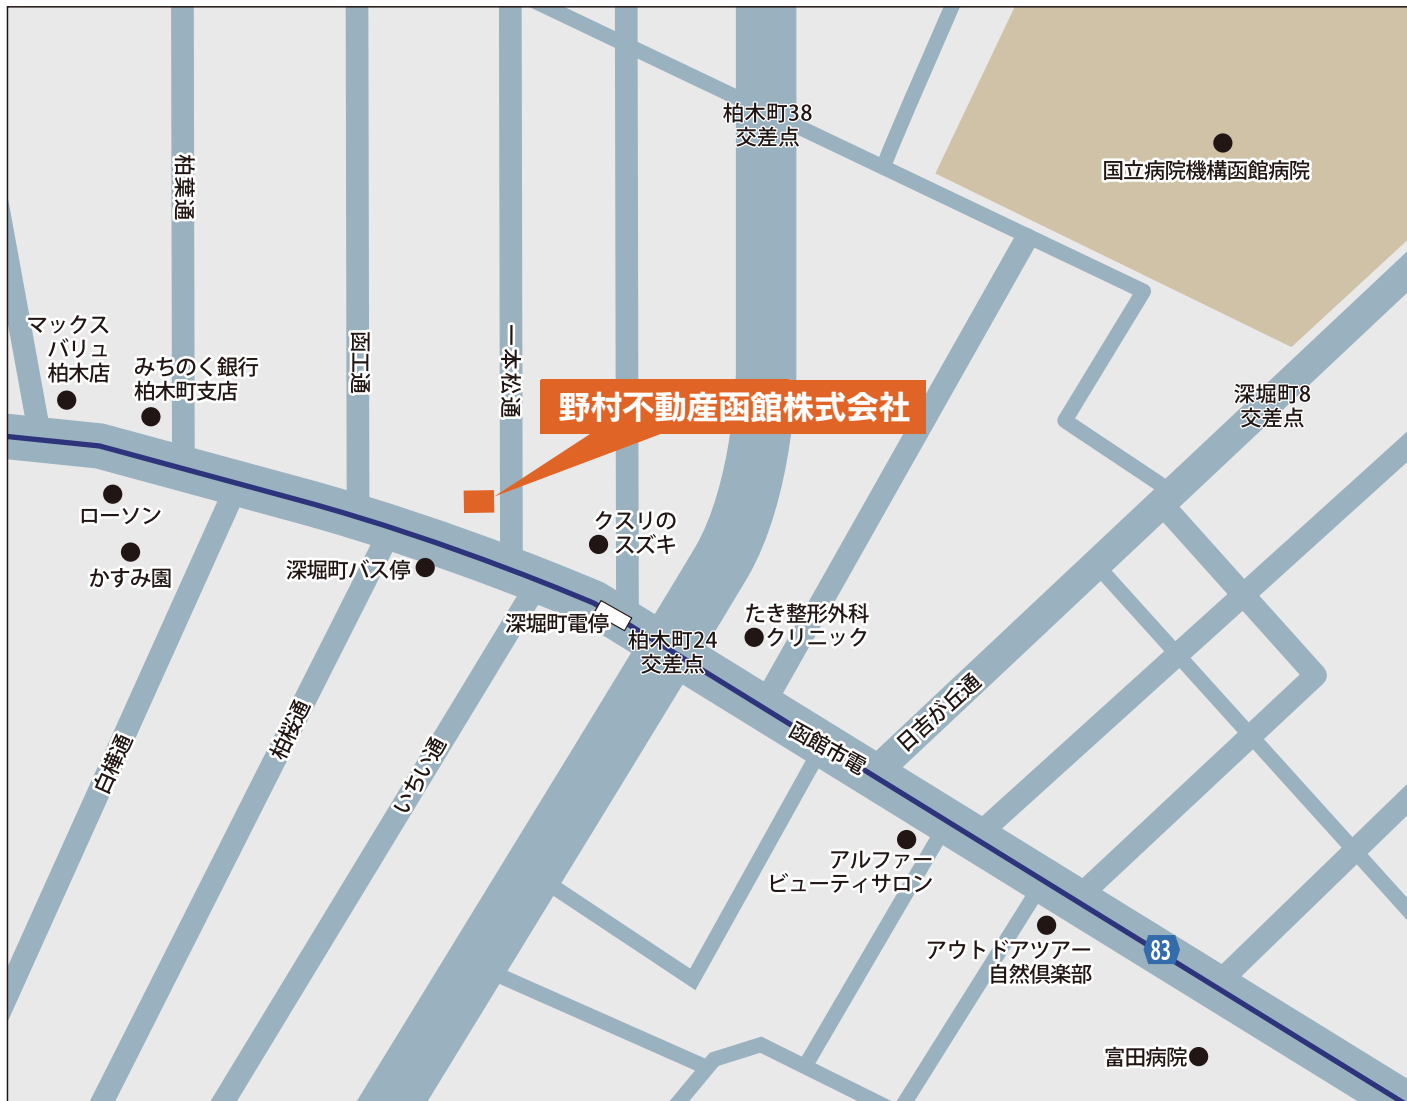 柏木町38
交差点
国立病院機構函館病院
柏葉通
マックス
バリュ
柏木店
みちのく銀行
柏木町支店
函工通
一本松通
野村不動産函館株式会社
深堀町8
交差点
ローソン
かすみ園
深堀町バス停
クスリの
スズキ
深堀町電停
柏木町24
交差点
たき整形外科
クリニック
白樺通
柏桜通
いちい通
函館市電
日吉が丘通
アルファー
ビューティサロン
アウトドアツアー
自然倶楽部
83
富田病院